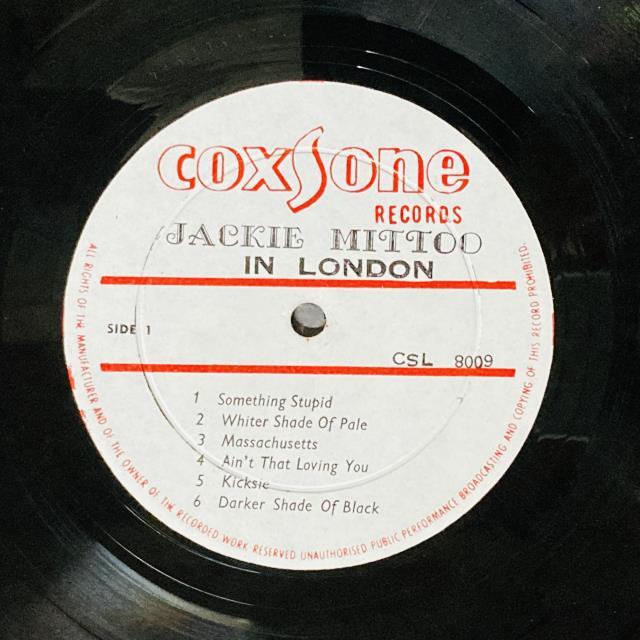 coxsone
RECORDS
JACKIE MITTOO
IN LONDON
SIDE 1
CSL 8009
1 Something Stupid
2 Whiter Shade Of Pale
3 Massachusetts
4 Ain't That Loving You
5 Kicksie
6 Darker Shade Of Black
ALL RIGHTS OF THE MANUFACTURER AND OF THE OWNER OF THE RECORDED WORK RESERVED UNAUTHORISED PUBLIC PERFORMANCE BROADCASTING AND COPYING OF THIS RECORD PROHIBITED.